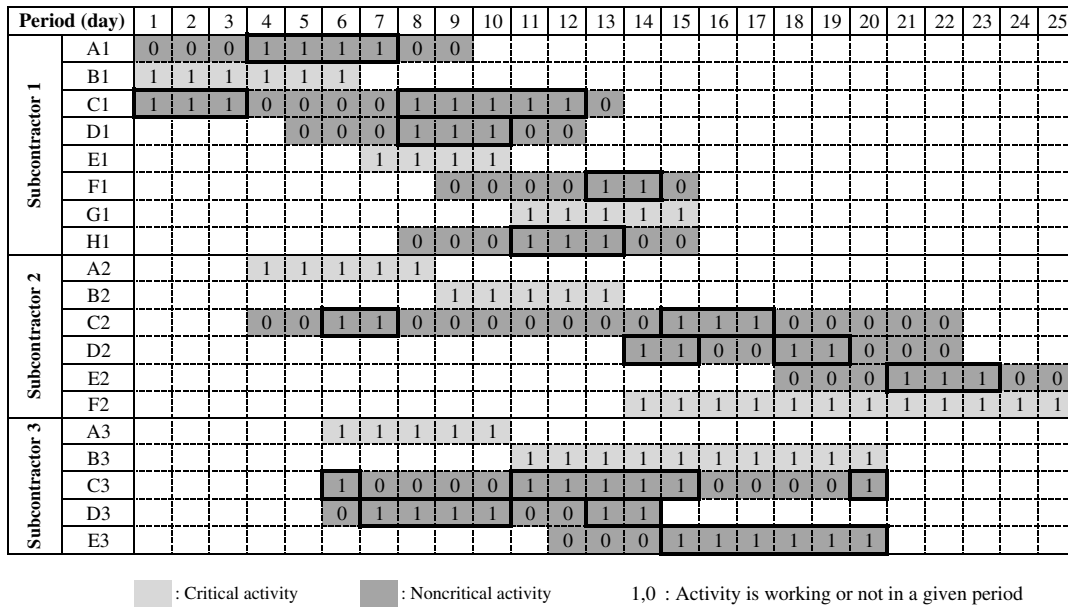 Period (day) 1 2 3 4 5 6 7 8 9 10 11 12 13 14 15 16 17 18 19 20 21 22 23 24 25
Subcontractor 1
A1 0 0 0 1 1 1 1 0 0
B1 1 1 1 1 1 1
C1 1 1 1 0 0 0 0 1 1 1 1 1 0
D1 0 0 0 1 1 1 0 0
E1 1 1 1 1
F1 0 0 0 0 1 1 0
G1 1 1 1 1 1
H1 0 0 0 1 1 1 0 0
Subcontractor 2
A2 1 1 1 1 1
B2 1 1 1 1 1
C2 0 0 1 1 0 0 0 0 0 0 0 1 1 1 0 0 0 0 0
D2 1 1 0 0 1 1 0 0 0
E2 0 0 0 1 1 1 0 0
F2 1 1 1 1 1 1 1 1 1 1 1 1
Subcontractor 3
A3 1 1 1 1 1
B3 1 1 1 1 1 1 1 1 1 1
C3 1 0 0 0 0 1 1 1 1 1 0 0 0 0 1
D3 0 1 1 1 1 0 0 1 1
E3 0 0 0 1 1 1 1 1 1
: Critical activity : Noncritical activity 1,0 : Activity is working or not in a given period